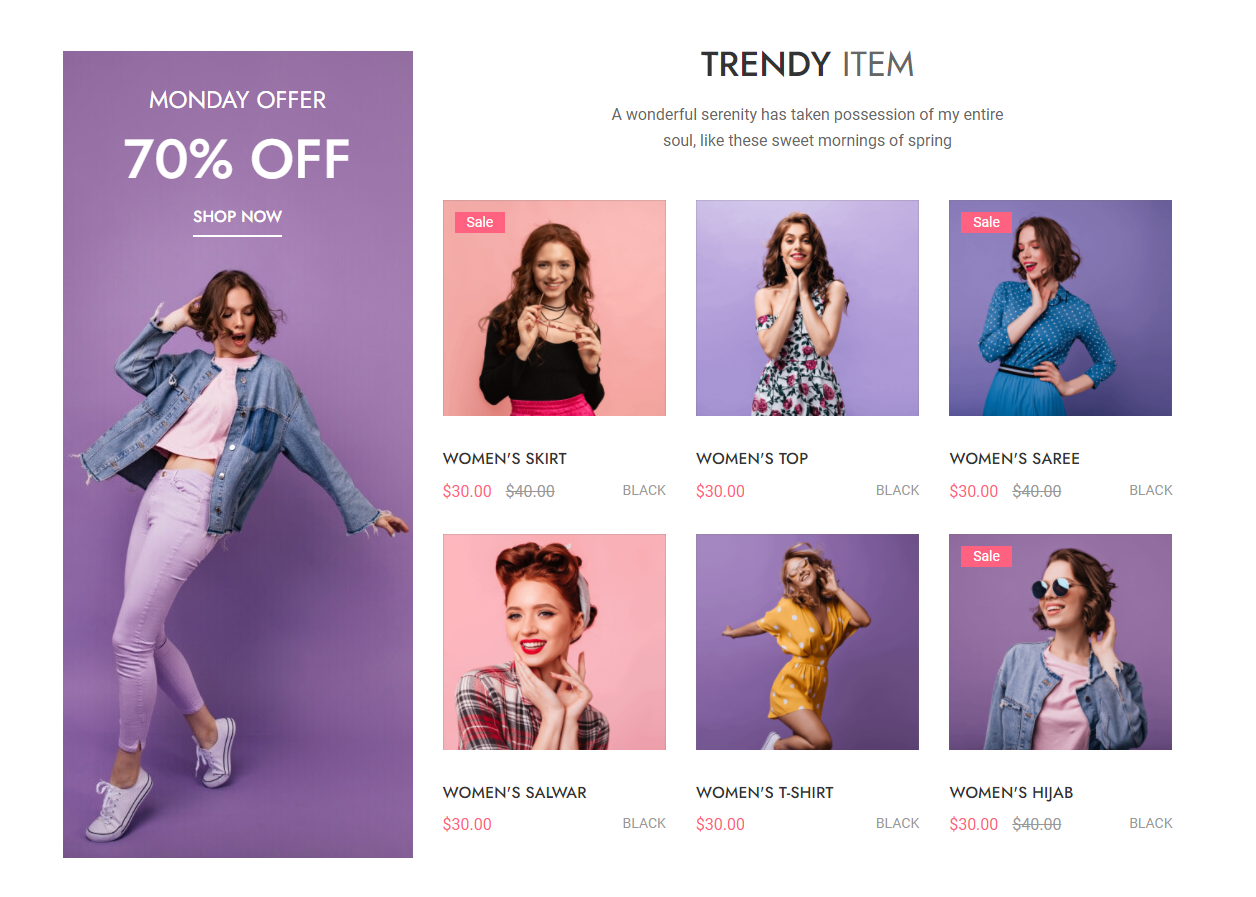 MONDAY OFFER
70% OFF
SHOP NOW
TRENDY ITEM
A wonderful serenity has taken possession of my entire
soul, like these sweet mornings of spring
Sale
Sale
WOMEN'S SKIRT
$30.00 $40.00 BLACK
WOMEN'S TOP
$30.00 BLACK
WOMEN'S SAREE
$30.00 $40.00 BLACK
Sale
WOMEN'S SALWAR
$30.00 BLACK
WOMEN'S T-SHIRT
$30.00 BLACK
WOMEN'S HIJAB
$30.00 $40.00 BLACK